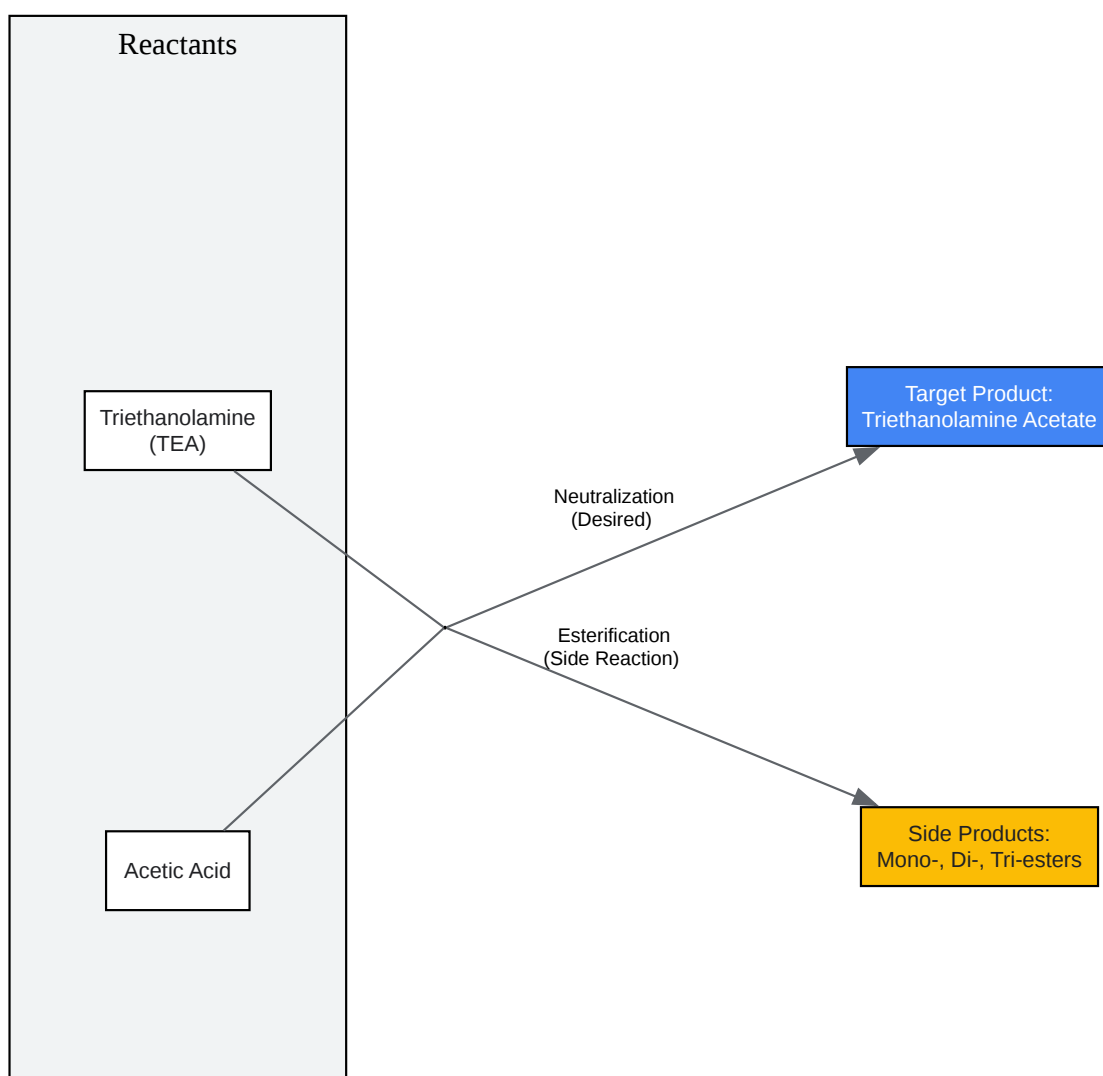 Reactants
Triethanolamine
(TEA)
Target Product:
Triethanolamine Acetate
Neutralization
(Desired)
Esterification
(Side Reaction)
Acetic Acid
Side Products:
Mono-, Di-, Tri-esters